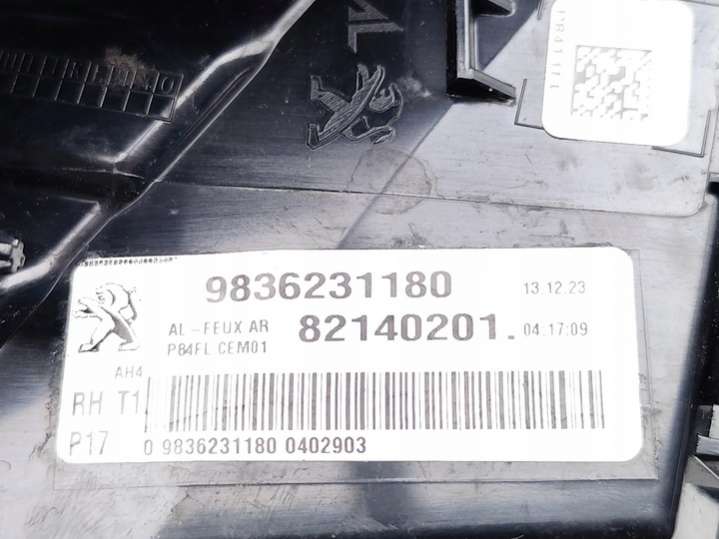 AL
9836231180 13.12.23
AL-FEUX AR 82140201. 04:17:09
P84FL CEM01
AH4
RH T1
P17 0 9836231180 0402903